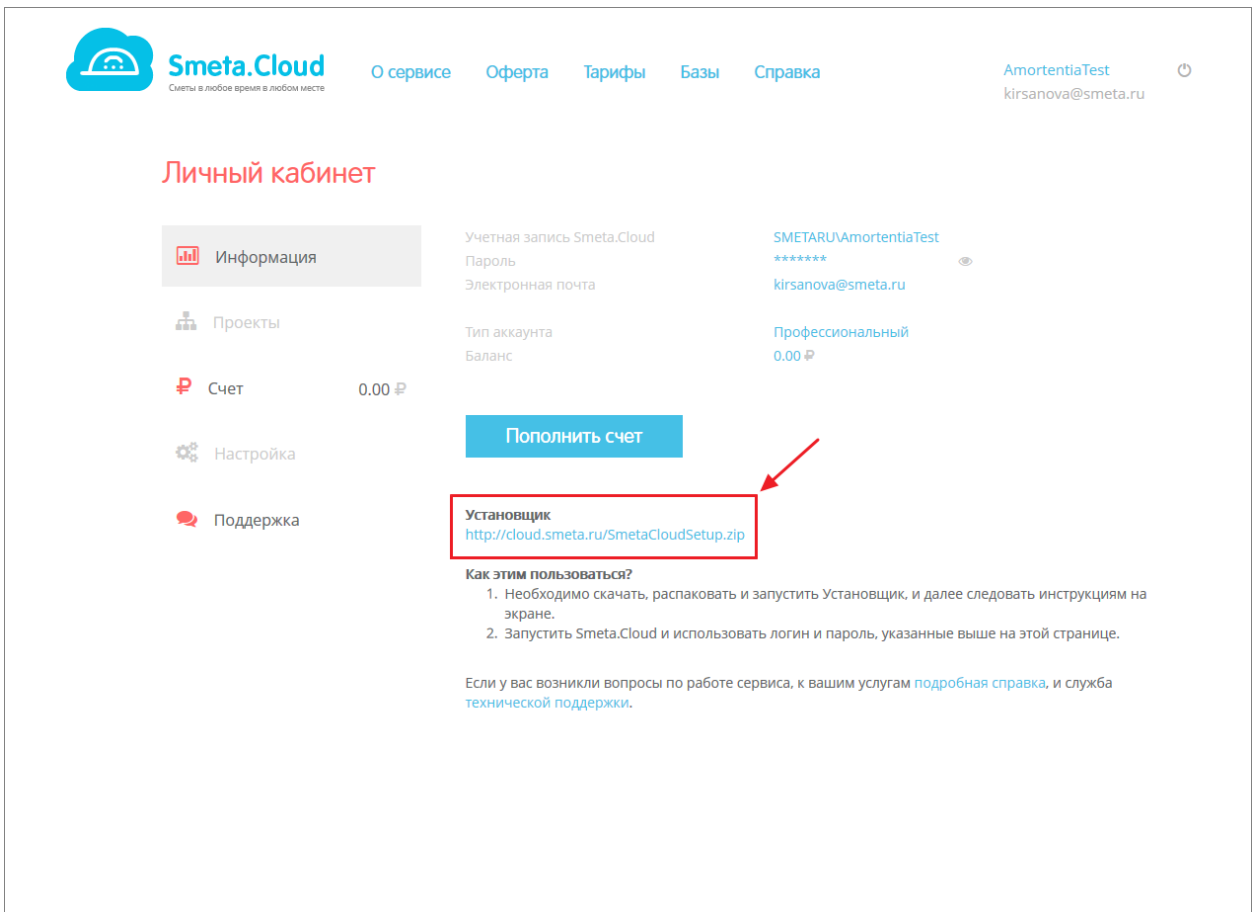 Smeta.Cloud
Сметы в любое время в любом месте
О сервисе Оферта Тарифы Базы Справка
AmortentiaTest
kirsanova@smeta.ru
Личный кабинет
Информация
Проекты
Счет 0.00 ₽
Настройка
Поддержка
Учетная запись Smeta.Cloud SMETARU\AmortentiaTest
Пароль *******
Электронная почта kirsanova@smeta.ru
Тип аккаунта Профессиональный
Баланс 0.00 ₽
Пополнить счет
Установщик
http://cloud.smeta.ru/SmetaCloudSetup.zip
Как этим пользоваться?
1. Необходимо скачать, распаковать и запустить Установщик, и далее следовать инструкциям на
экране.
2. Запустить Smeta.Cloud и использовать логин и пароль, указанные выше на этой странице.
Если у вас возникли вопросы по работе сервиса, к вашим услугам подробная справка, и служба
технической поддержки.